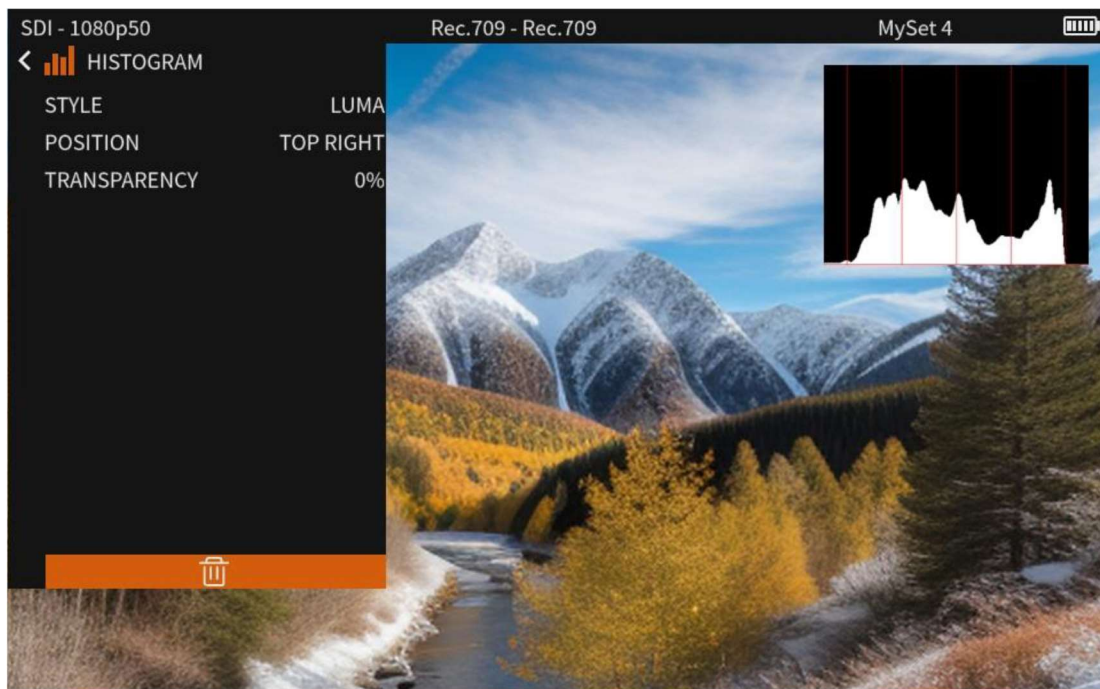 SDI - 1080p50 Rec.709 - Rec.709 MySet 4
HISTOGRAM
STYLE LUMA
POSITION TOP RIGHT
TRANSPARENCY 0%